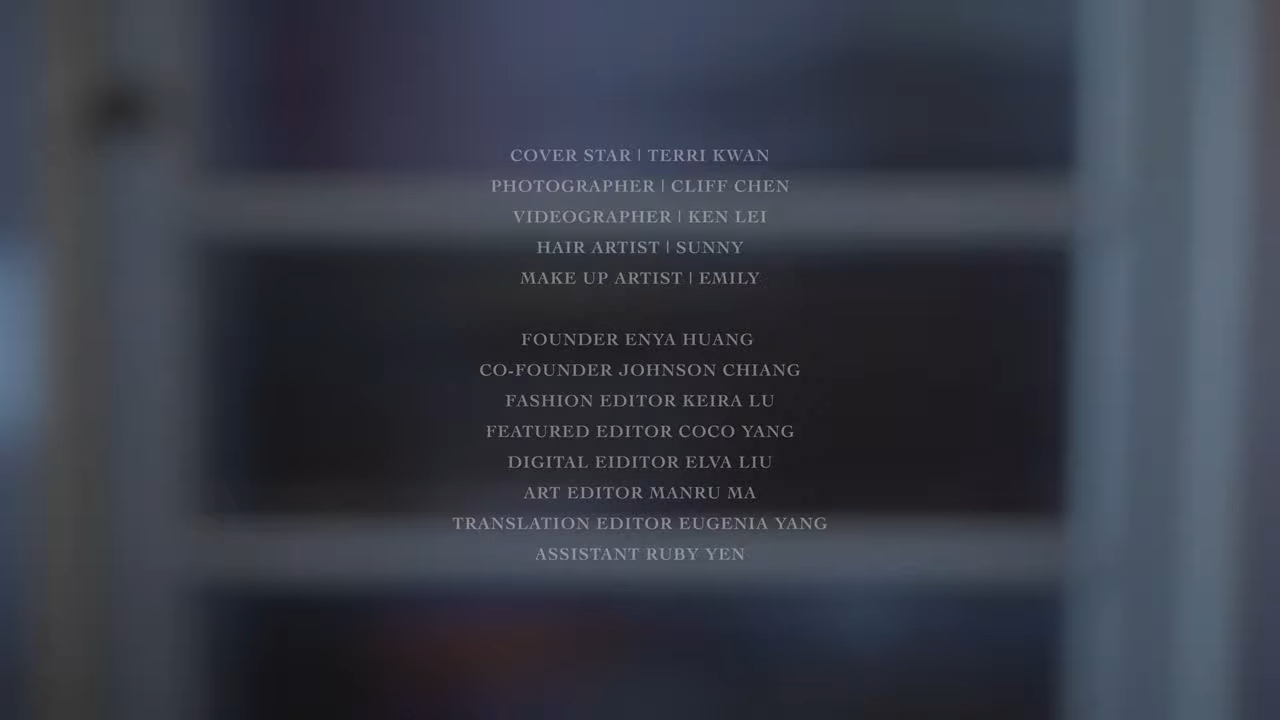 COVER STAR | TERRI KWAN
PHOTOGRAPHER | CLIFF CHEN
VIDEOGRAPHER | KEN LEI
HAIR ARTIST | SUNNY
MAKE UP ARTIST | EMILY
FOUNDER ENYA HUANG
CO-FOUNDER JOHNSON CHIANG
FASHION EDITOR KEIRA LU
FEATURED EDITOR COCO YANG
DIGITAL EIDITOR ELVA LIU
ART EDITOR MANRU MA
TRANSLATION EDITOR EUGENIA YANG
ASSISTANT RUBY YEN